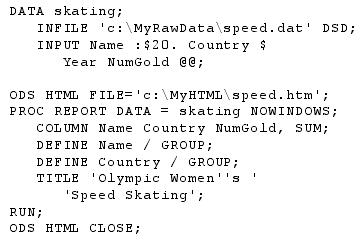 DATA skating;
INFILE 'c:\MyRawData\speed.dat' DSD;
INPUT Name :$20. Country $
Year NumGold @@;
ODS HTML FILE='c:\MyHTML\speed.htm';
PROC REPORT DATA = skating NOWINDOWS;
COLUMN Name Country NumGold, SUM;
DEFINE Name / GROUP;
DEFINE Country / GROUP;
TITLE 'Olympic Women''s '
'Speed Skating';
RUN;
ODS HTML CLOSE;